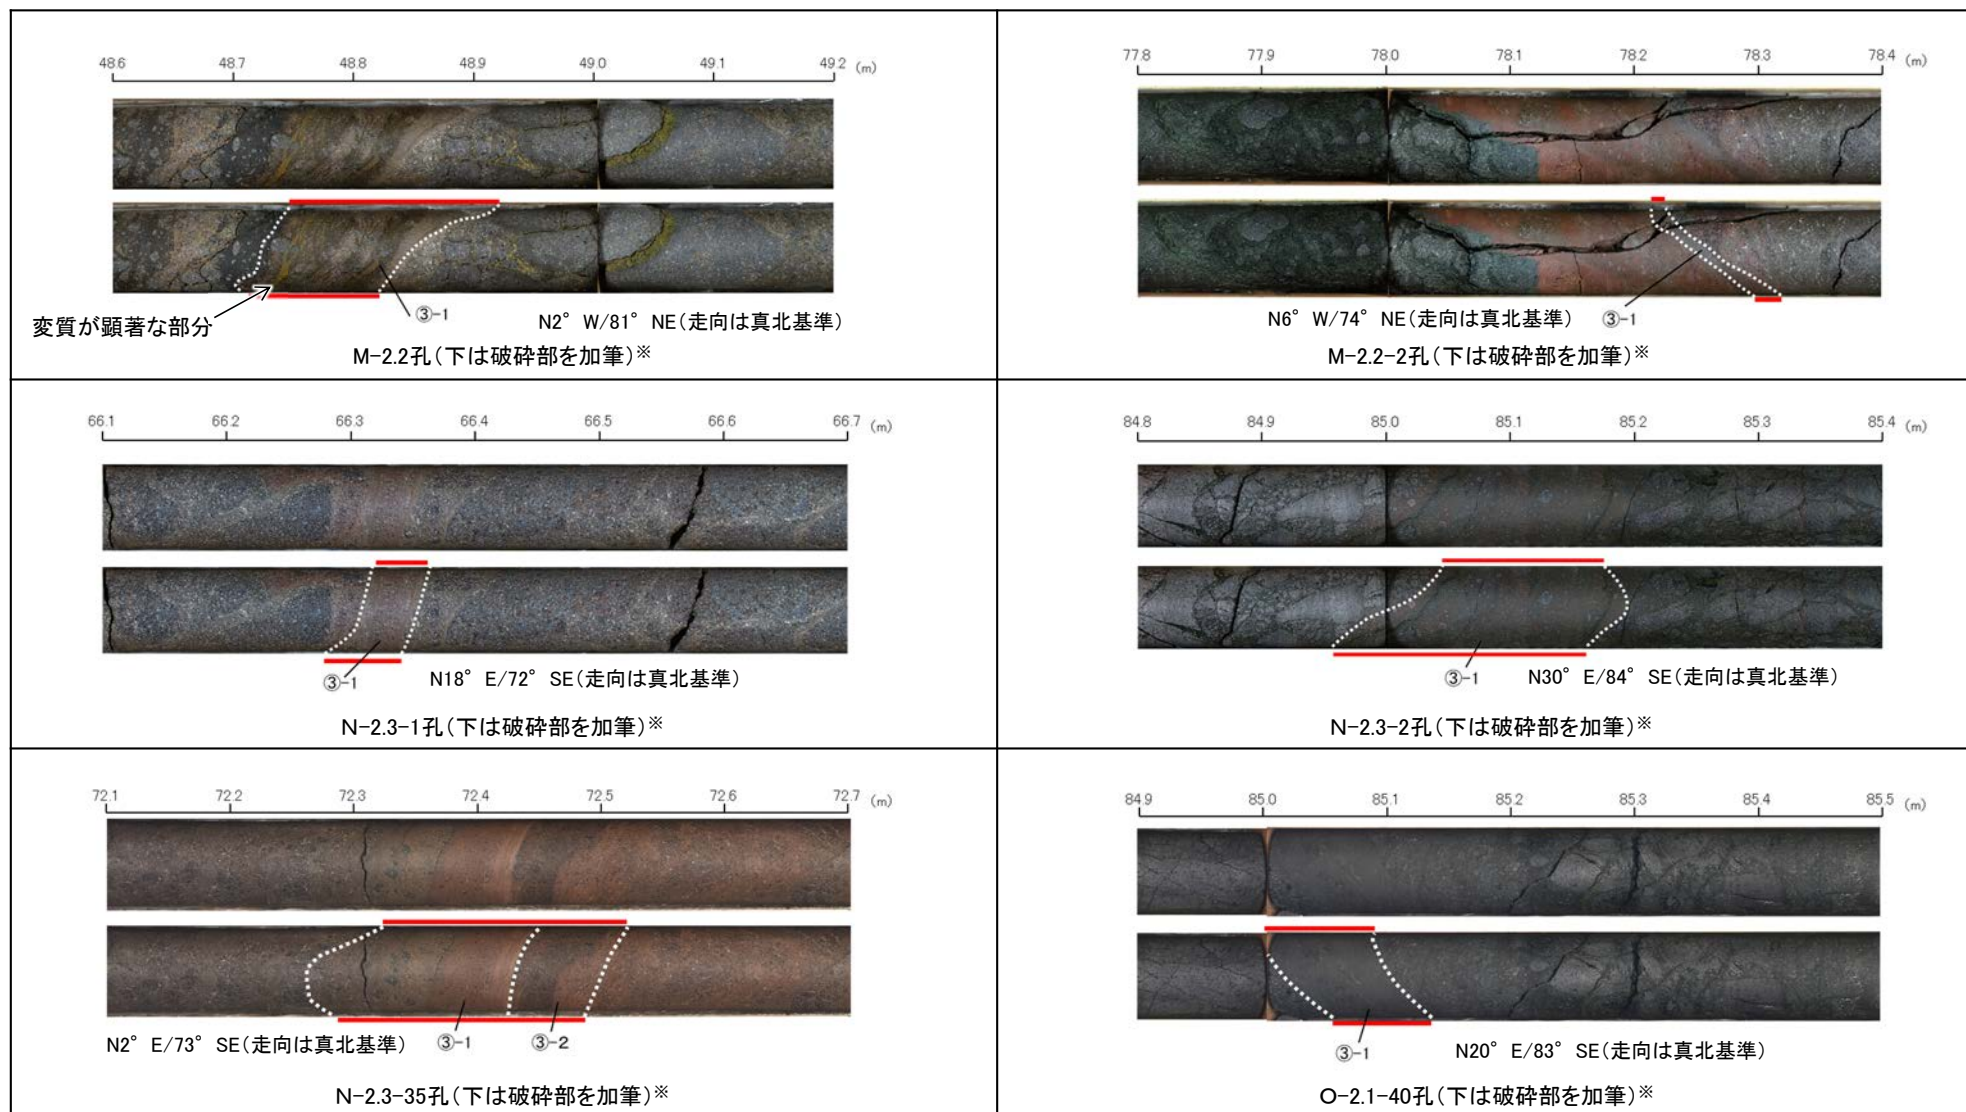 48.6 48.7 48.8 48.9 49.0 49.1 49.2 (m)
変質が顕著な部分
③-1
N2° W/81° NE(走向は真北基準)
M-2.2孔(下は破砕部を加筆)※
77.8 77.9 78.0 78.1 78.2 78.3 78.4 (m)
N6° W/74° NE(走向は真北基準) ③-1
M-2.2-2孔(下は破砕部を加筆)※
66.1 66.2 66.3 66.4 66.5 66.6 66.7 (m)
③-1 N18° E/72° SE(走向は真北基準)
N-2.3-1孔(下は破砕部を加筆)※
84.8 84.9 85.0 85.1 85.2 85.3 85.4 (m)
③-1 N30° E/84° SE(走向は真北基準)
N-2.3-2孔(下は破砕部を加筆)※
72.1 72.2 72.3 72.4 72.5 72.6 72.7 (m)
N2° E/73° SE(走向は真北基準) ③-1 ③-2
N-2.3-35孔(下は破砕部を加筆)※
84.9 85.0 85.1 85.2 85.3 85.4 85.5 (m)
③-1 N20° E/83° SE(走向は真北基準)
O-2.1-40孔(下は破砕部を加筆)※